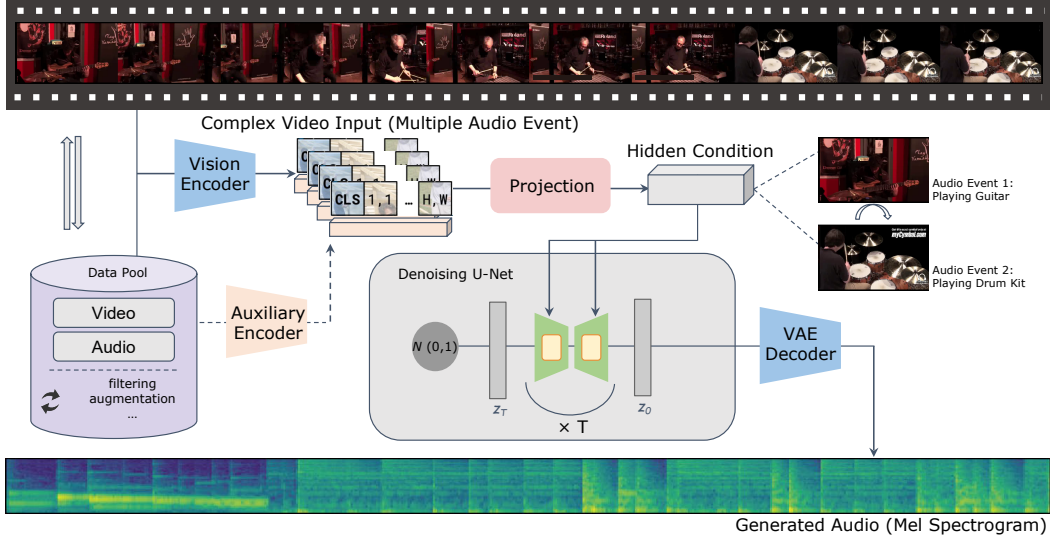 Complex Video Input (Multiple Audio Event)
Vision
Encoder
CLS 1,1 ... H,W
Projection
Hidden Condition
Audio Event 1:
Playing Guitar
myCymbal.com
Audio Event 2:
Playing Drum Kit
Data Pool
Video
Audio
filtering
augmentation
...
Auxiliary
Encoder
Denoising U-Net
N (0,1)
z_T
z_0
× T
VAE
Decoder
Generated Audio (Mel Spectrogram)